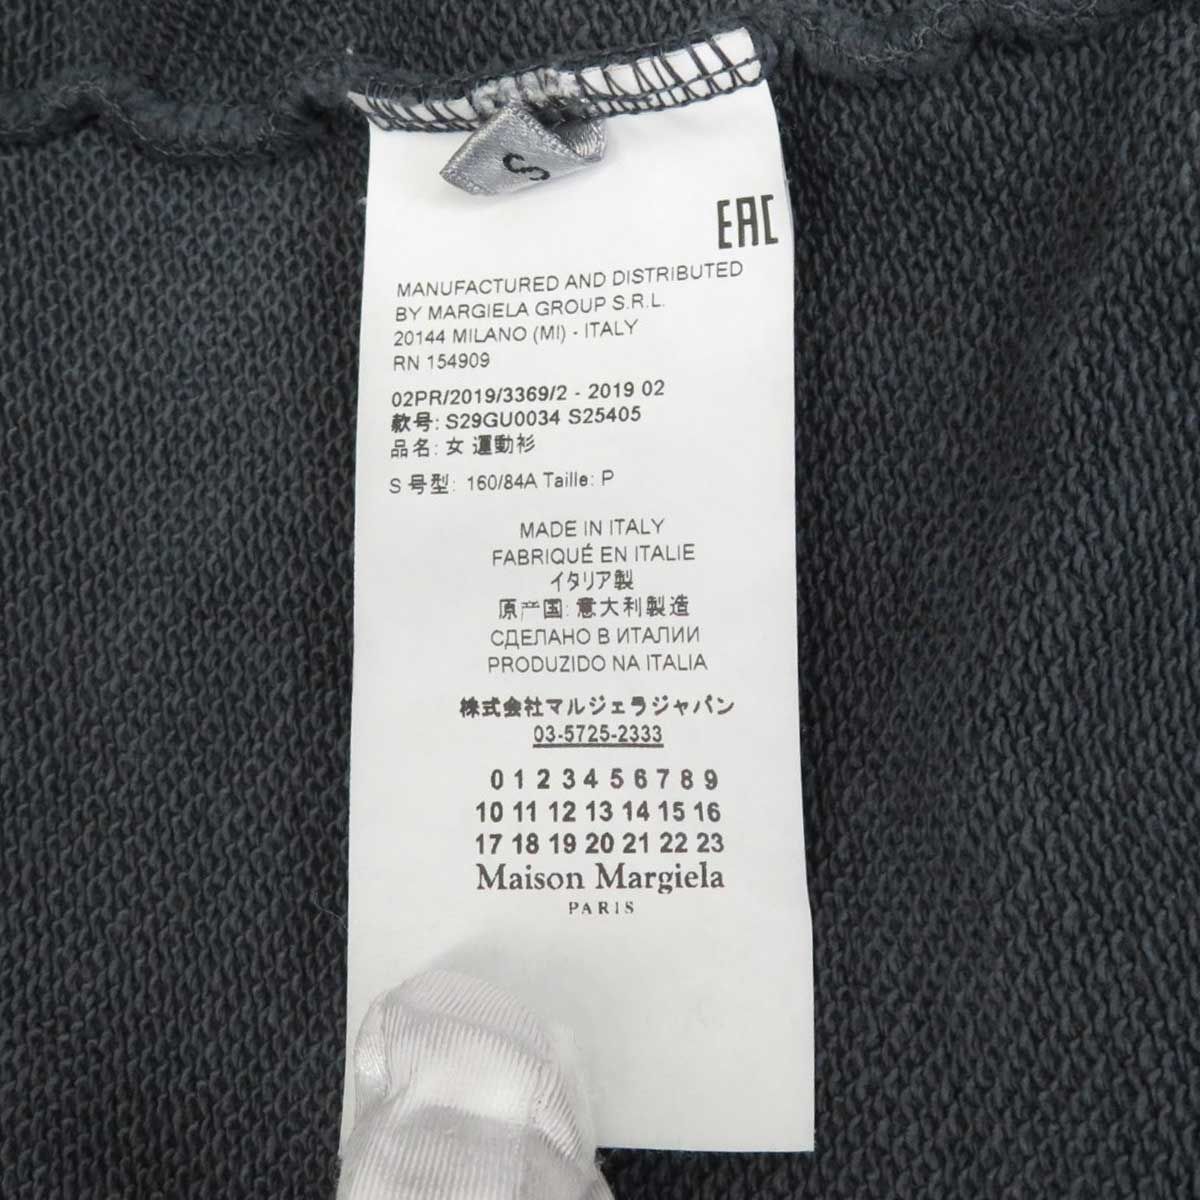 S
EAC
MANUFACTURED AND DISTRIBUTED
BY MARGIELA GROUP S.R.L.
20144 MILANO (MI) - ITALY
RN 154909
02PR/2019/3369/2 - 2019 02
款号: S29GU0034 S25405
品名: 女 運動衫
S 号型: 160/84A Taille: P
MADE IN ITALY
FABRIQUÉ EN ITALIE
イタリア製
原产国: 意大利製造
СДЕЛАНО В ИТАЛИИ
PRODUZIDO NA ITALIA
株式会社マルジェラジャパン
03-5725-2333
0 1 2 3 4 5 6 7 8 9
10 11 12 13 14 15 16
17 18 19 20 21 22 23
Maison Margiela
PARIS